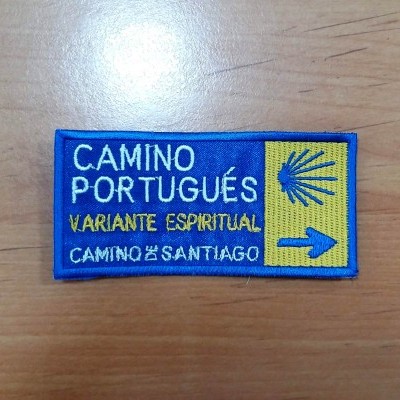 CAMINO
PORTUGUÉS
VARIANTE ESPIRITUAL
CAMINO DE SANTIAGO